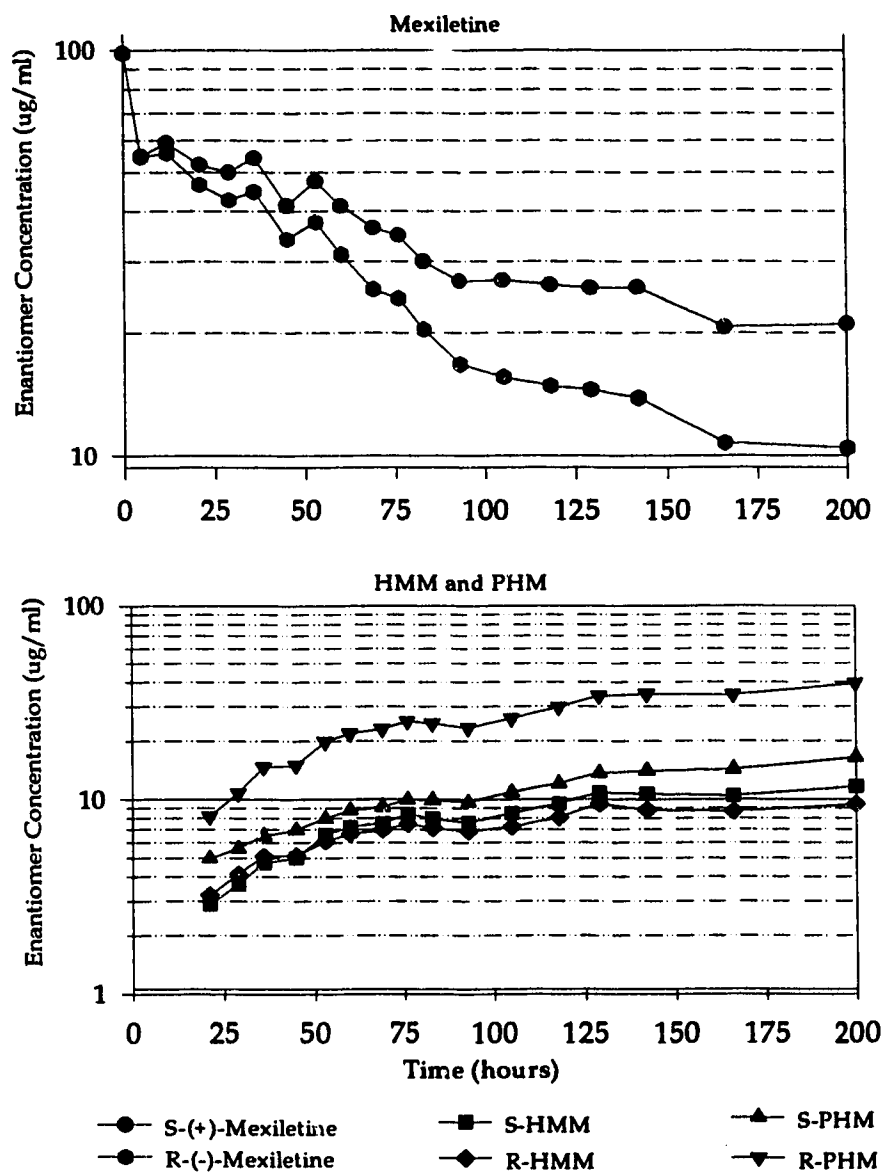 Mexiletine
Enantiomer Concentration (ug/ml)
100
10
0 25 50 75 100 125 150 175 200
HMM and PHM
Enantiomer Concentration (ug/ml)
100
10
1
0 25 50 75 100 125 150 175 200
Time (hours)
S-(+)-Mexiletine S-HMM S-PHM
R-(-)-Mexiletine R-HMM R-PHM